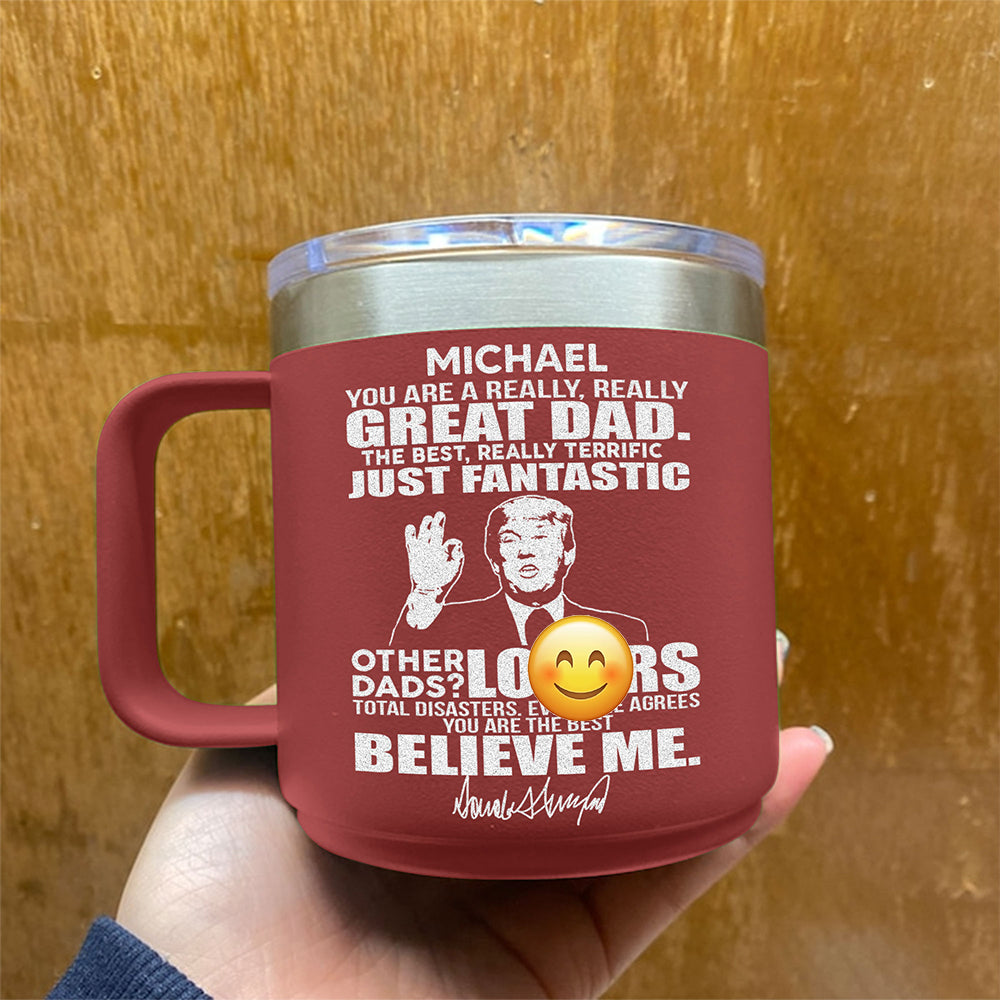 MICHAEL
YOU ARE A REALLY, REALLY
GREAT DAD.
THE BEST, REALLY TERRIFIC
JUST FANTASTIC
OTHER
DADS?
TOTAL DISASTERS. AGREES
YOU ARE THE BEST
BELIEVE ME.